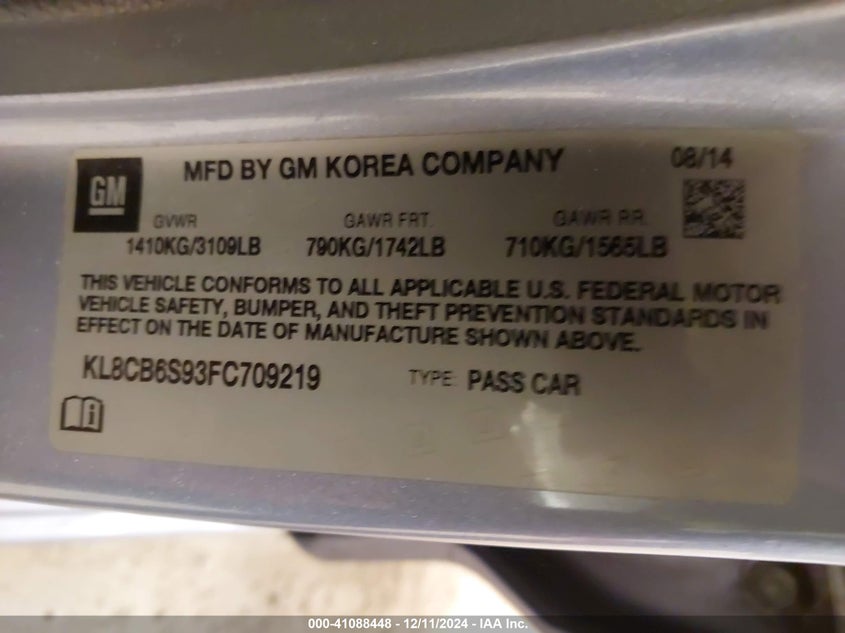 GM
MFD BY GM KOREA COMPANY
08/14
GVWR GAWR FRT. GAWR RR.
1410KG/3109LB 790KG/1742LB 710KG/1565LB
THIS VEHICLE CONFORMS TO ALL APPLICABLE U.S. FEDERAL MOTOR
VEHICLE SAFETY, BUMPER, AND THEFT PREVENTION STANDARDS IN
EFFECT ON THE DATE OF MANUFACTURE SHOWN ABOVE.
KL8CB6S93FC709219 TYPE: PASS CAR
000-41088448 - 12/11/2024 - IAA Inc.